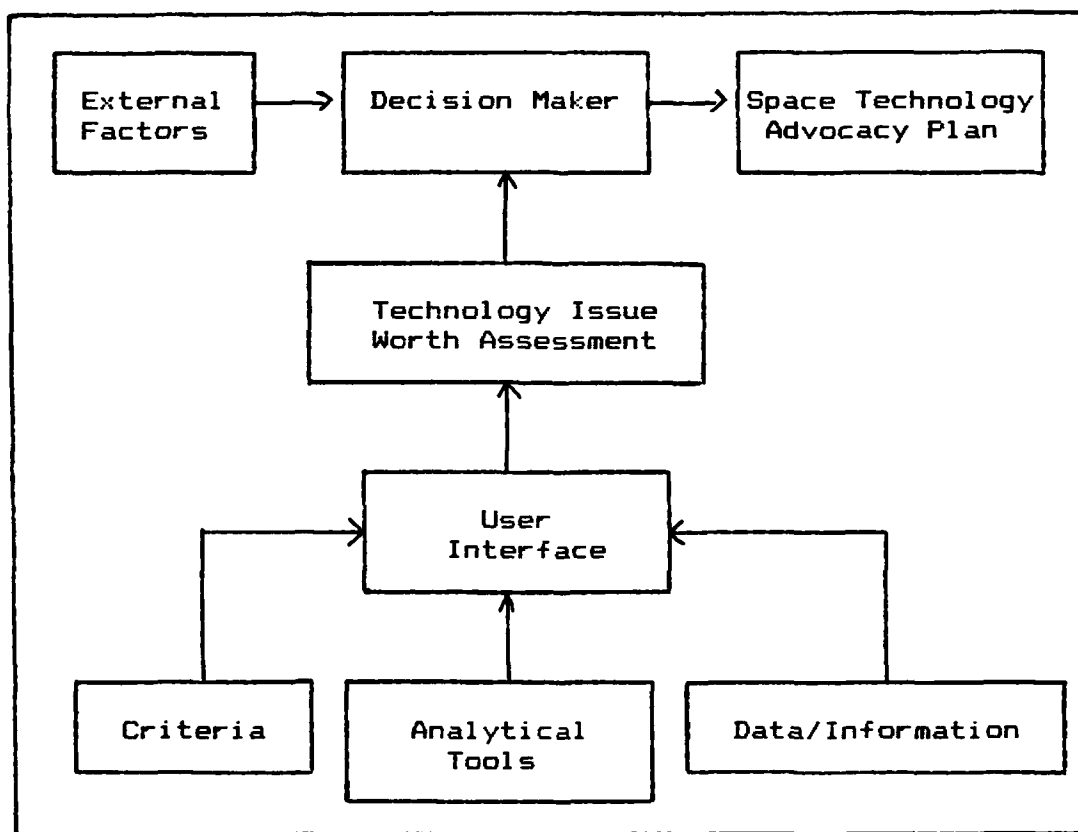 External
Factors
Decision Maker
Space Technology
Advocacy Plan
Technology Issue
Worth Assessment
User
Interface
Criteria
Analytical
Tools
Data/Information